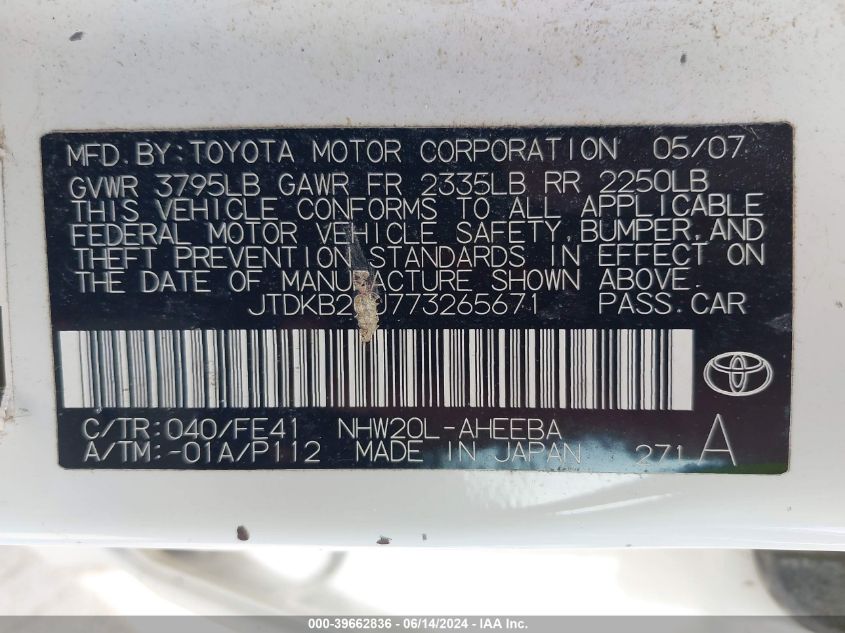 MFD. BY: TOYOTA MOTOR CORPORATION 05/07
GVWR 3795LB GAWR FR 2335LB RR 2250LB
THIS VEHICLE CONFORMS TO ALL APPLICABLE
FEDERAL MOTOR VEHICLE SAFETY, BUMPER, AND
THEFT PREVENTION STANDARDS IN EFFECT ON
THE DATE OF MANUFACTURE SHOWN ABOVE.
PASS. CAR
C/TR: 040/FE41 NHW20L-AHEEBA
A/TM: -01A/P112 MADE IN JAPAN 271 A
000-39662836 - 06/14/2024 - IAA Inc.